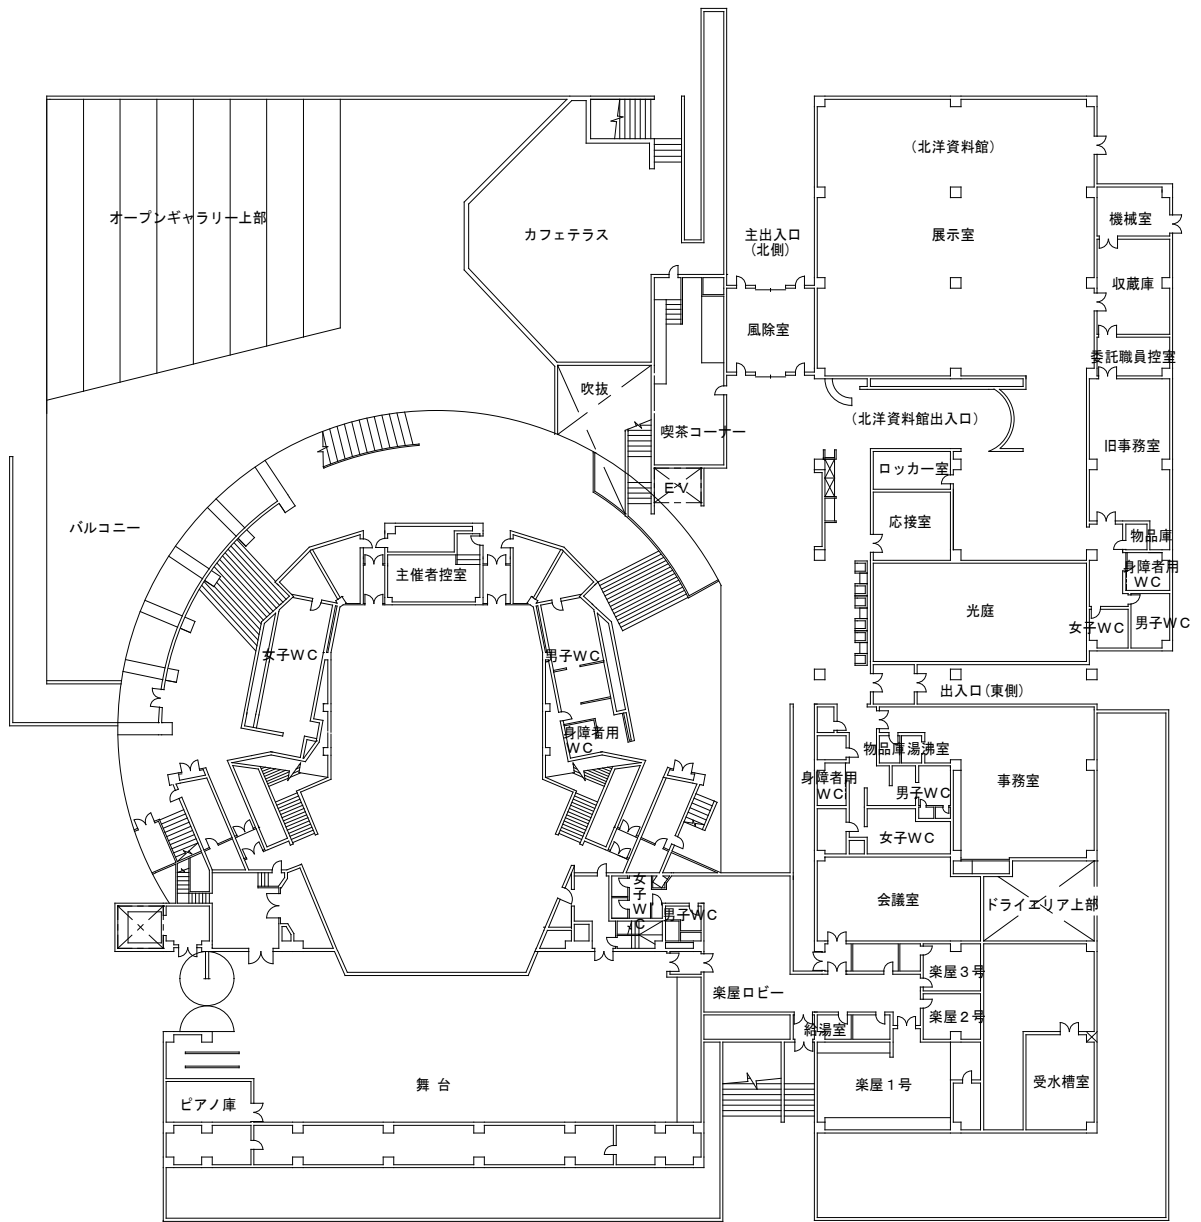 (北洋資料館)
オープンギャラリー上部
機械室
カフェテラス
主出入口
(北側)
展示室
収蔵庫
風除室
委託職員控室
吹抜
(北洋資料館出入口)
喫茶コーナー
旧事務室
ロッカー室
EV
応接室
バルコニー
物品庫
主催者控室
身障者用
WC
光庭
女子WC
男子WC
女子WC
男子WC
出入口(東側)
身障者用
WC
物品庫
湯沸室
身障者用
WC
男子WC
事務室
女子WC
会議室
ドライエリア上部
女子WC
男子WC
楽屋3号
楽屋ロビー
楽屋2号
給湯室
舞台
楽屋1号
受水槽室
ピアノ庫